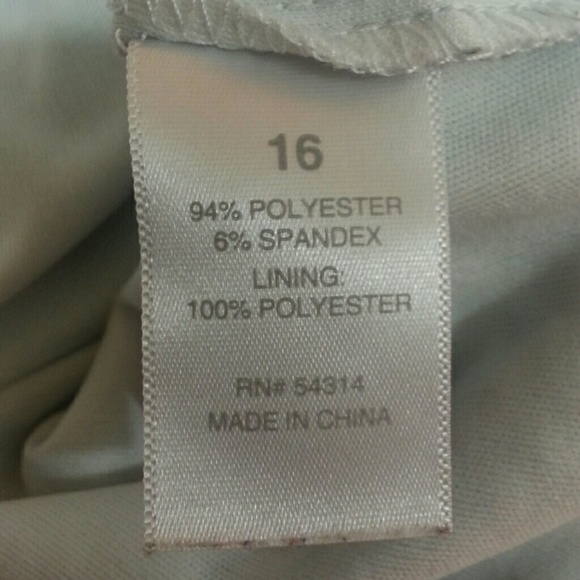 16
94% POLYESTER
6% SPANDEX
LINING:
100% POLYESTER
RN# 54314
MADE IN CHINA